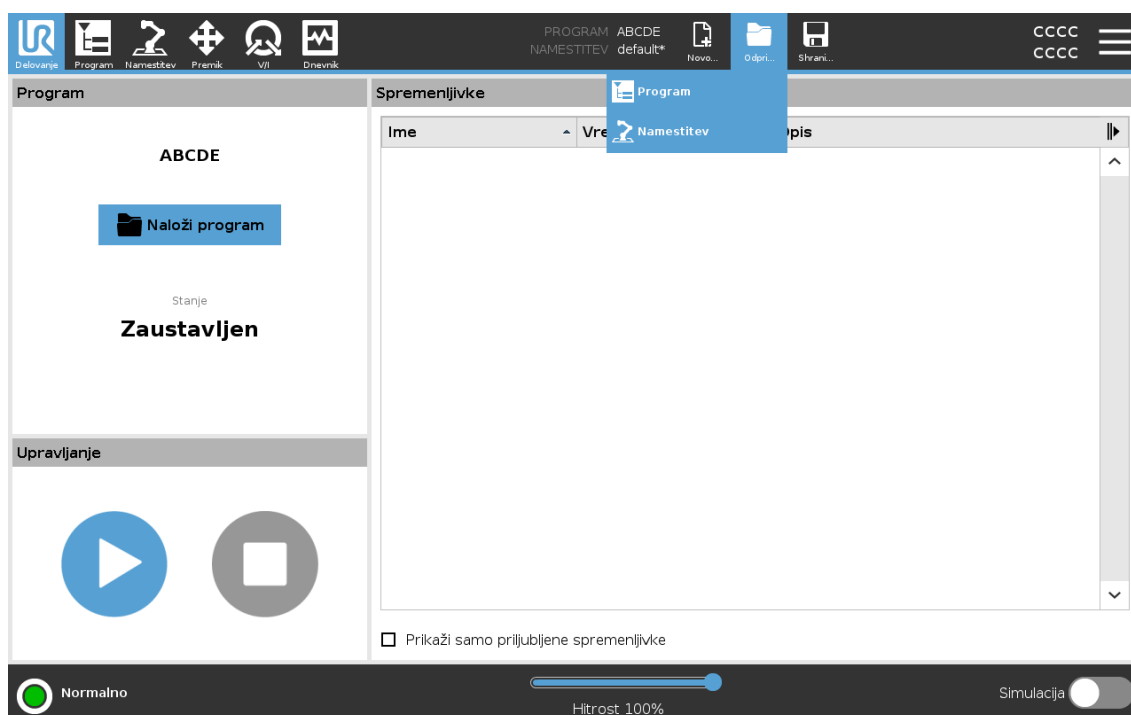 UR
PROGRAM ABCDE
NAMESTITEV default*
CCCC
CCCC
Delovanje Program Namestitev Premik V/I Dnevnik Novo... Odpri... Shrani...
Program
Namestitev
Program
Spremenljivke
Ime Vre pis
ABCDE
Naloži program
Stanje
Zaustavljen
Upravljanje
Prikaži samo priljubljene spremenljivke
Normalno
Hitrost 100%
Simulacija